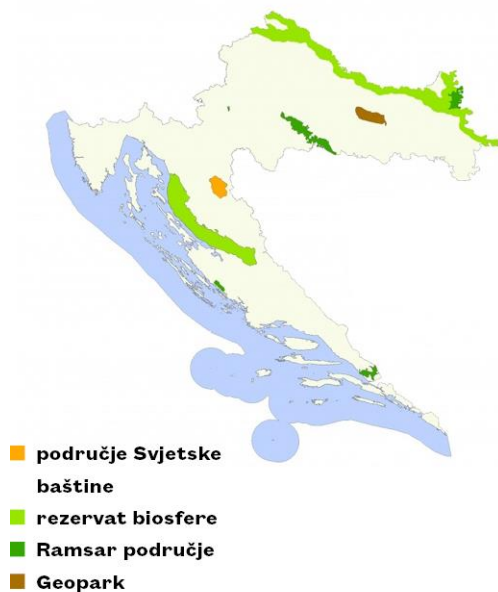 područje Svjetske
baštine
rezervat biosfere
Ramsar područje
Geopark